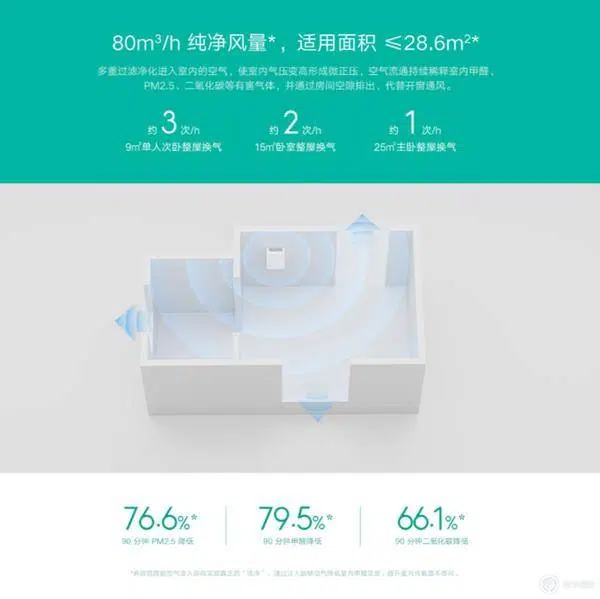 80m³/h 纯净风量*，适用面积 ≤28.6m²*
多重过滤净化进入室内的空气，使室内气压变高形成微正压，空气流通持续稀释室内甲醛、
PM2.5、二氧化碳等有害气体，并通过房间空隙排出，代替开窗通风。
约 3 次/h
9㎡单人次卧整屋换气
约 2 次/h
15㎡卧室整屋换气
约 1 次/h
25㎡主卧整屋换气
76.6%*
90 分钟 PM2.5 降低
79.5%*
90 分钟甲醛降低
66.1%*
90 分钟二氧化碳降低